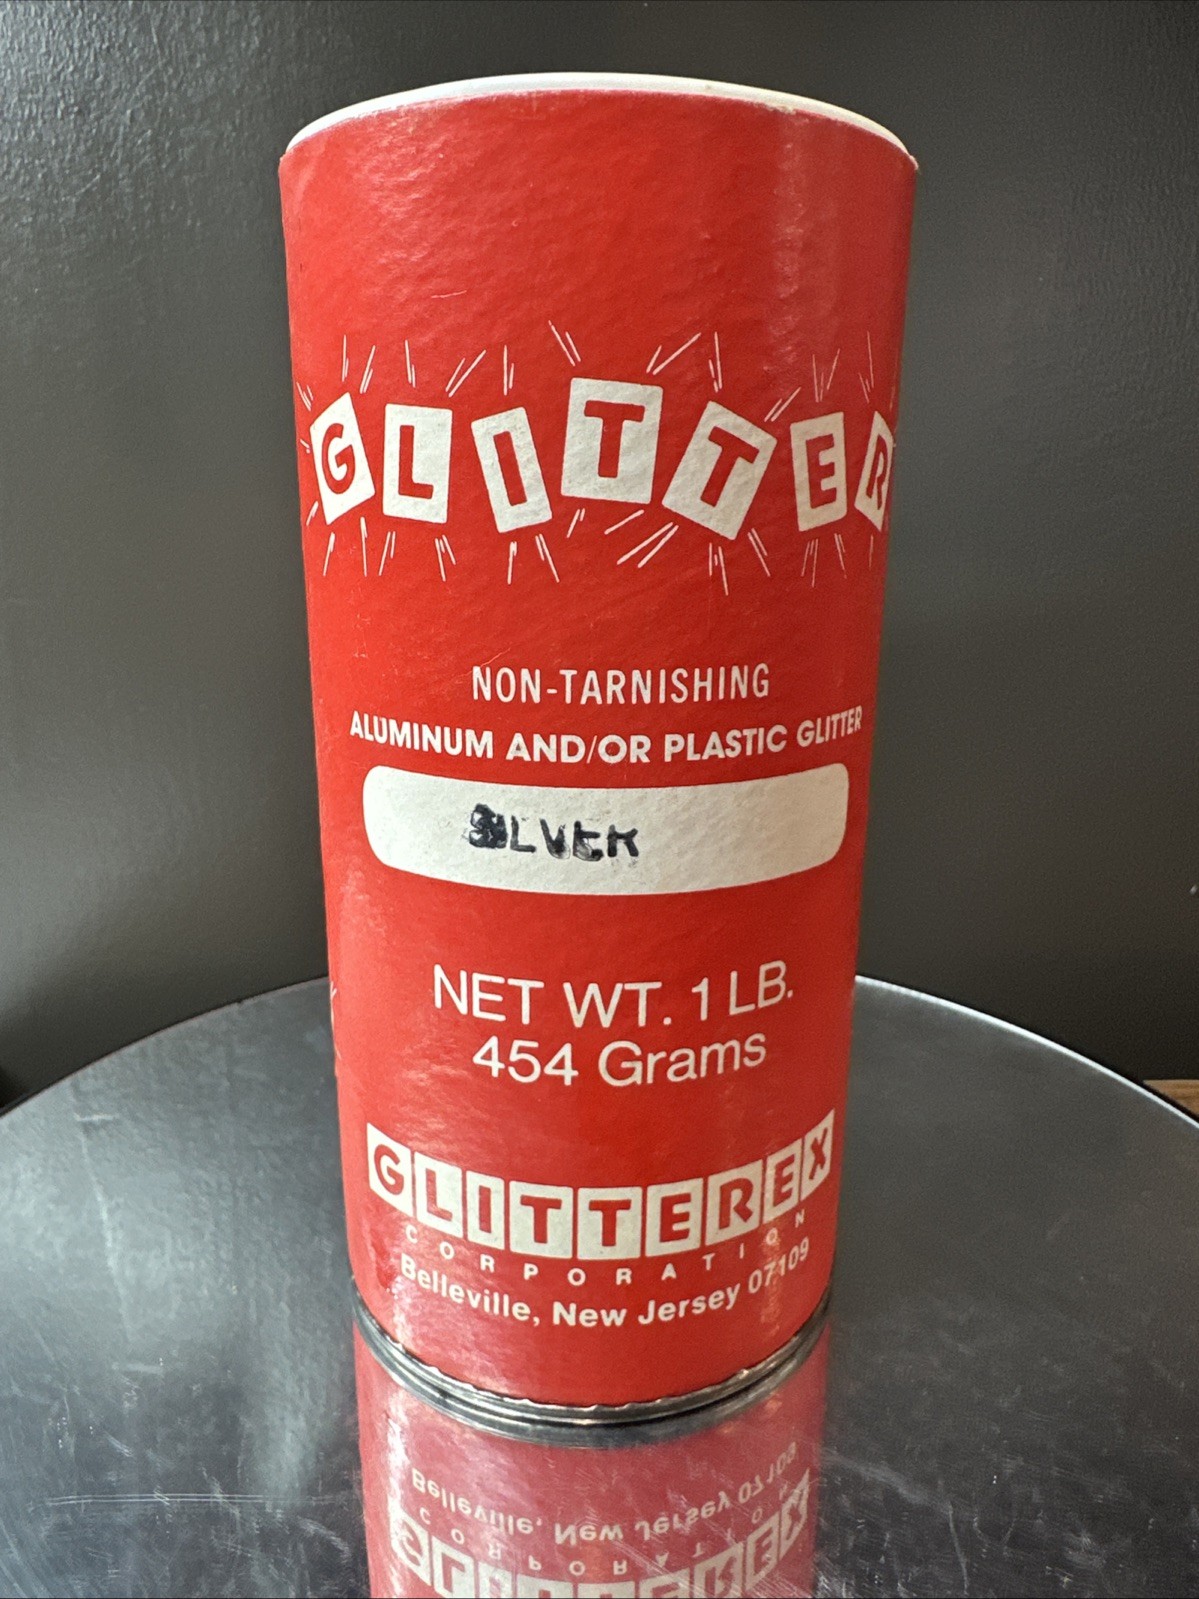 GLITTER
NON-TARNISHING
ALUMINUM AND/OR PLASTIC GLITTER
SILVER
NET WT. 1 LB.
454 Grams
GLITTEREX
CORPORATION
Belleville, New Jersey 07109